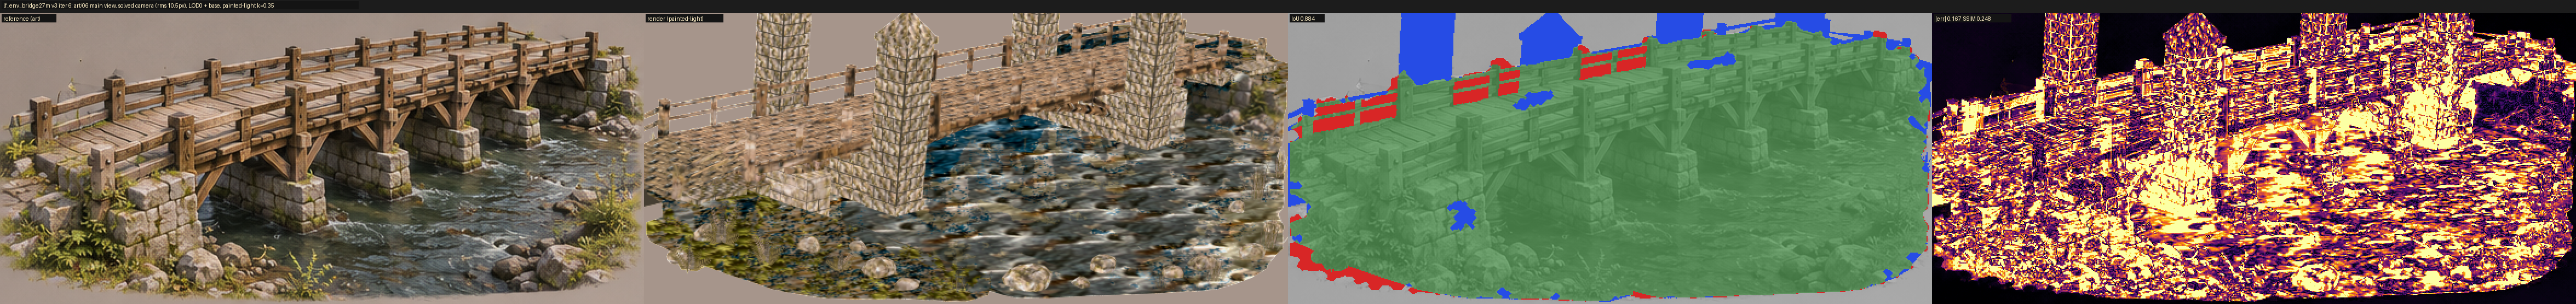 lf_env_bridge27m v3 iter 6: art/06 main view, solved camera (rms 10.5px), LOD0 + base, painted-light k=0.35
reference (art)
render (painted-light)
IoU 0.884
|err| 0.167 SSIM 0.248